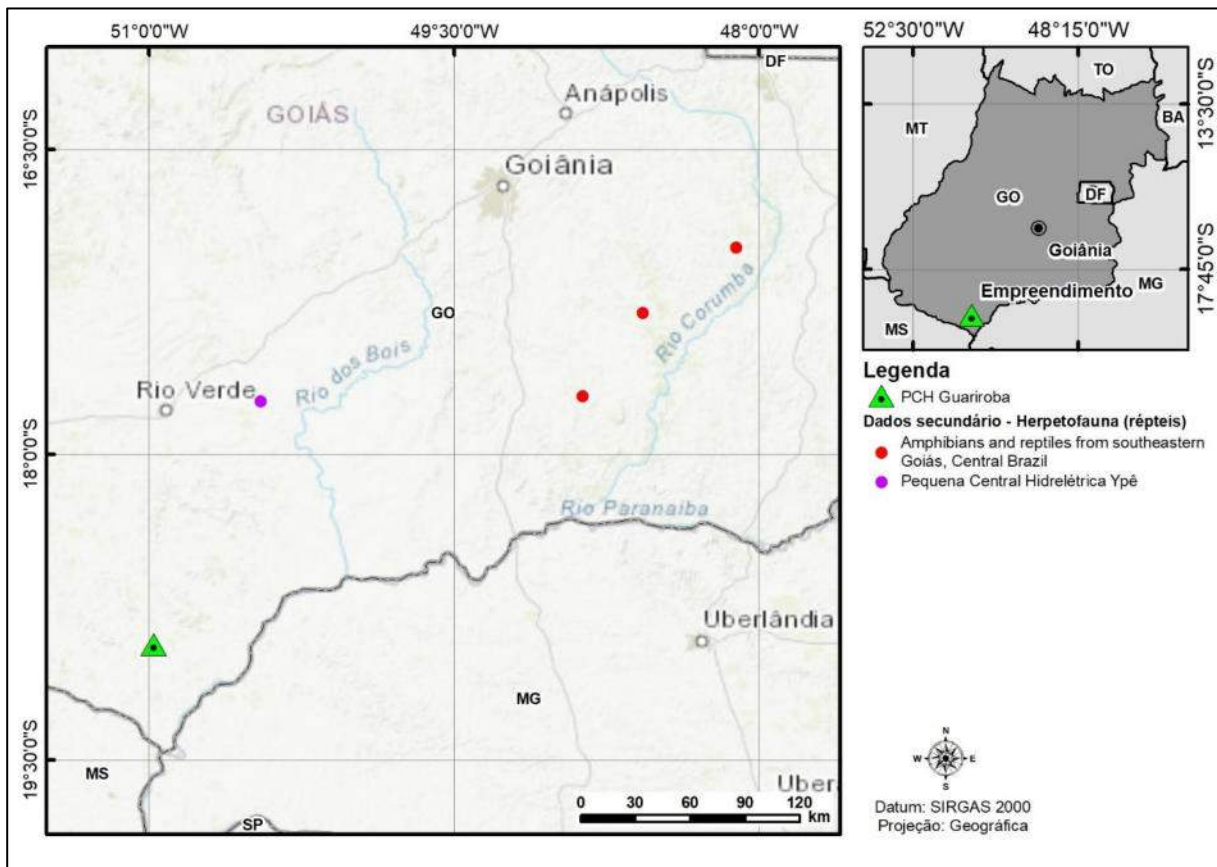 51°0'0"W
49°30'0"W
48°0'0"W
16°30'0"S
18°0'0"S
19°30'0"S
DF
Anápolis
GOIÁS
Goiânia
GO
Rio Corumba
Rio dos Bois
Rio Verde
Rio Paranaiba
Uberlândia
MG
MS
SP
Uber
0 30 60 90 120
km
52°30'0"W
48°15'0"W
13°30'0"S
17°45'0"S
TO
MT
BA
GO
DF
Goiânia
MG
Empreendimento
MS
Legenda
PCH Guariroba
Dados secundário - Herpetofauna (répteis)
Amphibians and reptiles from southeastern
Goiás, Central Brazil
Pequena Central Hidrelétrica Ypê
N
W
E
S
Datum: SIRGAS 2000
Projeção: Geográfica